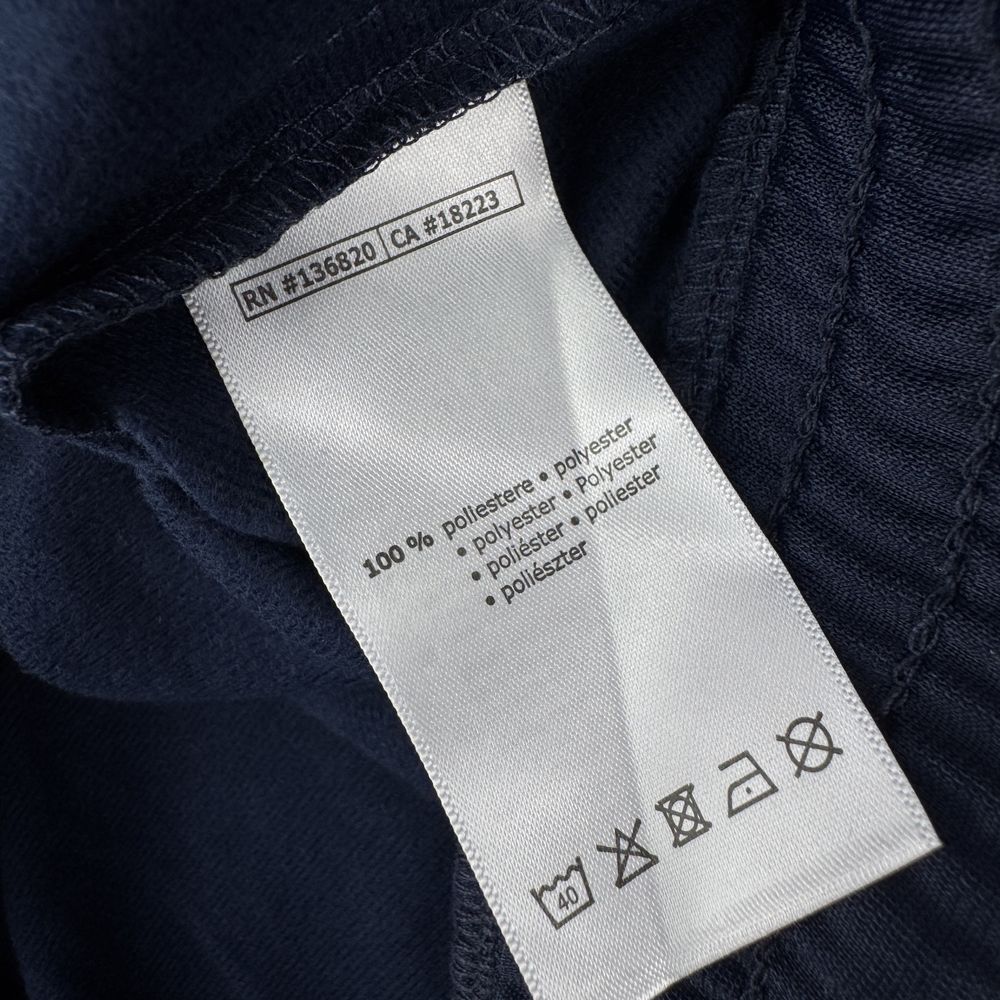 RN #136820 CA #18223
100 % poliestere • polyester
• polyester • Polyester
• poliéster • poliester
• poliészter
40